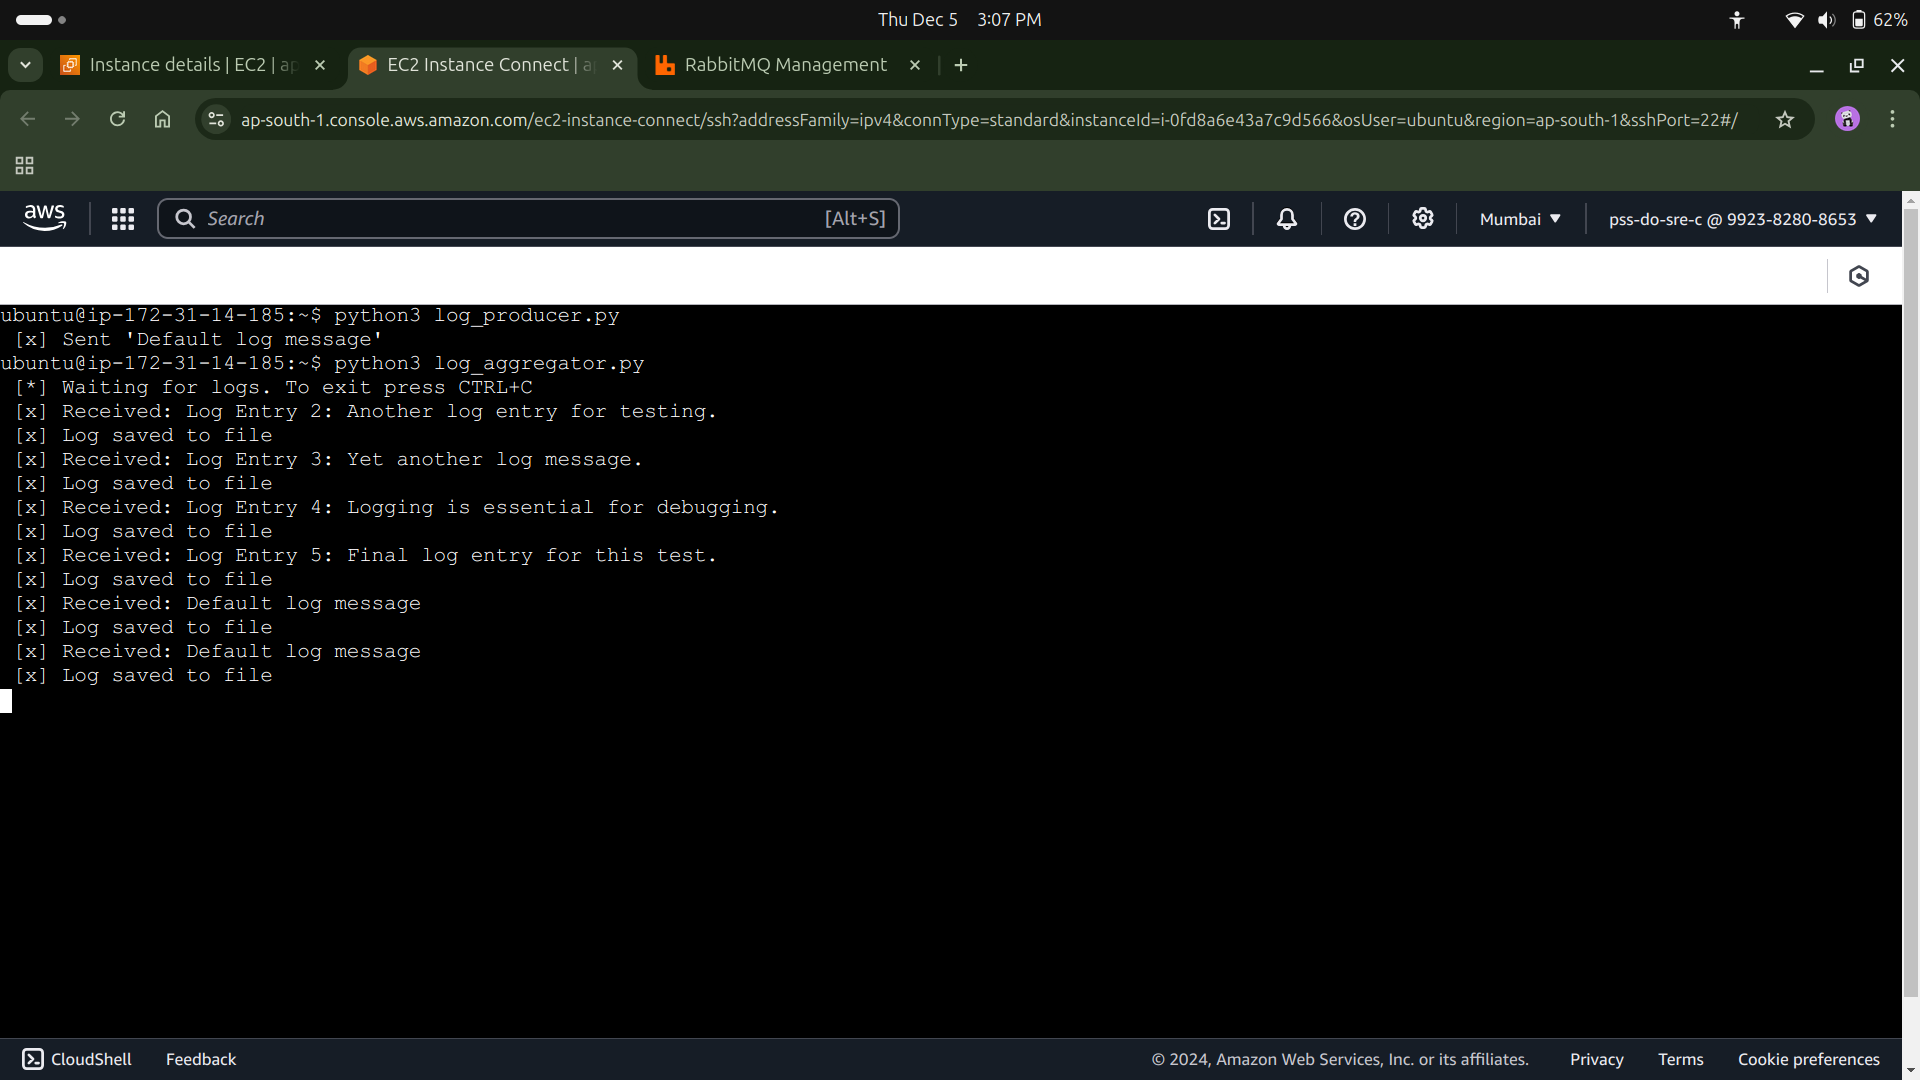 Thu Dec 5 3:07 PM
62%
Instance details | EC2 | ap
EC2 Instance Connect | a
RabbitMQ Management
ap-south-1.console.aws.amazon.com/ec2-instance-connect/ssh?addressFamily=ipv4&connType=standard&instanceId=i-0fd8a6e43a7c9d566&osUser=ubuntu&region=ap-south-1&sshPort=22#/
aws
Search
[Alt+S]
Mumbai
pss-do-sre-c @ 9923-8280-8653
ubuntu@ip-172-31-14-185:~$ python3 log_producer.py
[x] Sent 'Default log message'
ubuntu@ip-172-31-14-185:~$ python3 log_aggregator.py
[*] Waiting for logs. To exit press CTRL+C
[x] Received: Log Entry 2: Another log entry for testing.
[x] Log saved to file
[x] Received: Log Entry 3: Yet another log message.
[x] Log saved to file
[x] Received: Log Entry 4: Logging is essential for debugging.
[x] Log saved to file
[x] Received: Log Entry 5: Final log entry for this test.
[x] Log saved to file
[x] Received: Default log message
[x] Log saved to file
[x] Received: Default log message
[x] Log saved to file
CloudShell
Feedback
© 2024, Amazon Web Services, Inc. or its affiliates.
Privacy
Terms
Cookie preferences